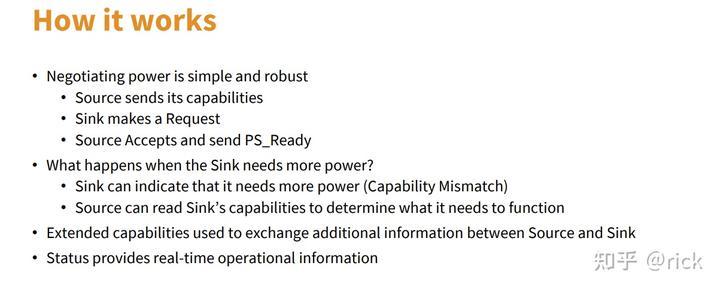 How it works
• Negotiating power is simple and robust
• Source sends its capabilities
• Sink makes a Request
• Source Accepts and send PS_Ready
• What happens when the Sink needs more power?
• Sink can indicate that it needs more power (Capability Mismatch)
• Source can read Sink's capabilities to determine what it needs to function
• Extended capabilities used to exchange additional information between Source and Sink
• Status provides real-time operational information
知乎 @rick